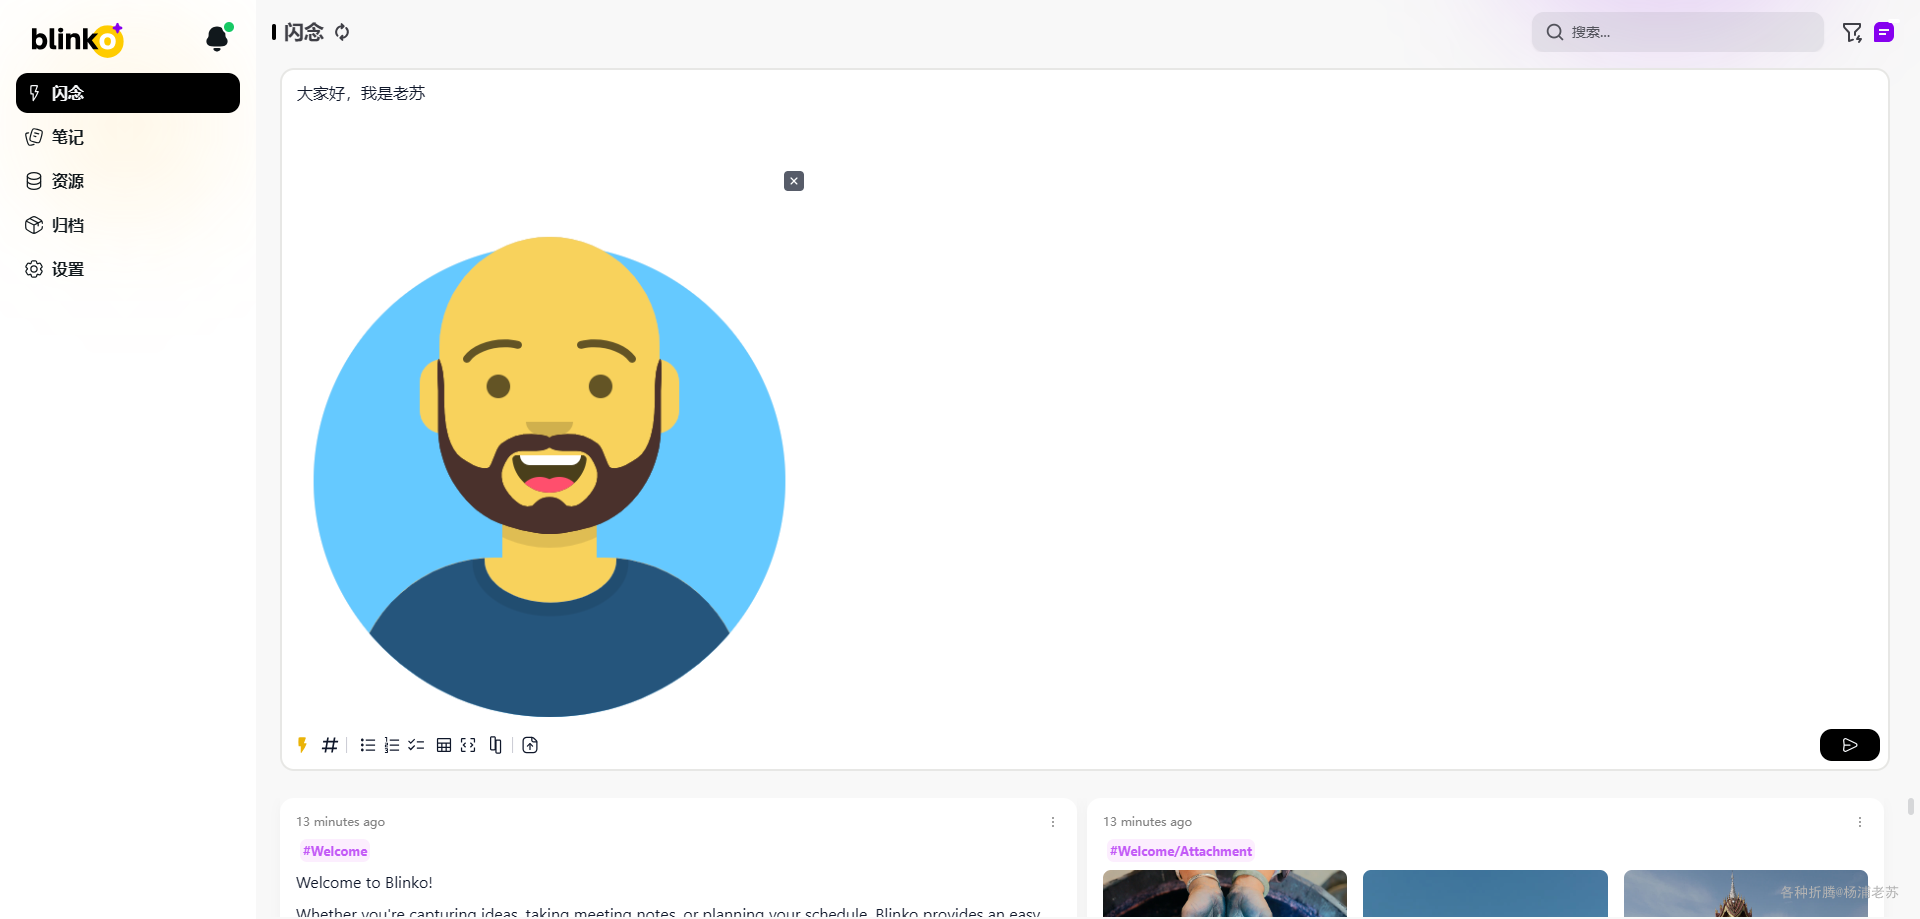 blinko
闪念
笔记
资源
归档
设置
闪念
搜索...
大家好，我是老苏
13 minutes ago
#Welcome
Welcome to Blinko!
Whether you're capturing ideas, taking meeting notes, or planning your schedule, Blinko provides an easy
13 minutes ago
#Welcome/Attachment
各种折腾@杨浦老苏